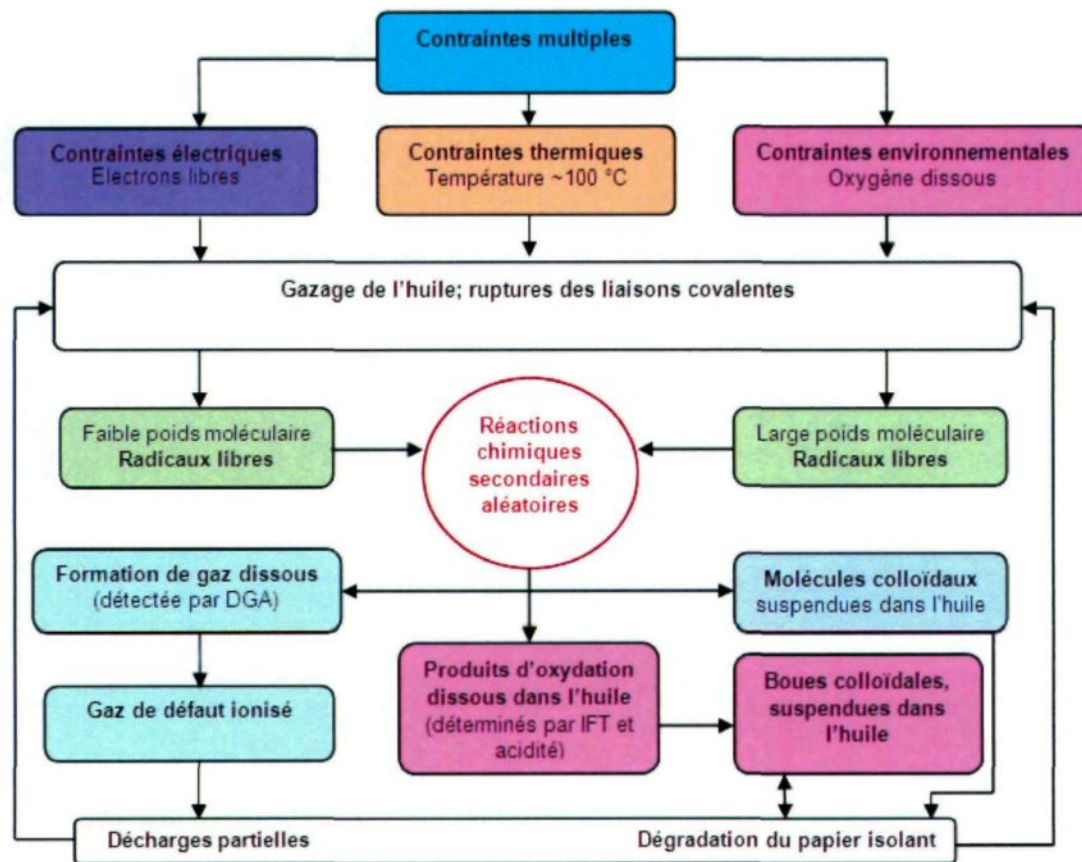 Contraintes multiples
Contraintes électriques
Electrons libres
Contraintes thermiques
Température ~100 °C
Contraintes environnementales
Oxygène dissous
Gazage de l'huile; ruptures des liaisons covalentes
Faible poids moléculaire
Radicaux libres
Réactions
chimiques
secondaires
aléatoires
Large poids moléculaire
Radicaux libres
Formation de gaz dissous
(détectée par DGA)
Molécules colloïdaux
suspendues dans l'huile
Gaz de défaut ionisé
Produits d'oxydation
dissous dans l'huile
(déterminés par IFT et
acidité)
Boues colloïdales,
suspendues dans
l'huile
Décharges partielles
Dégradation du papier isolant